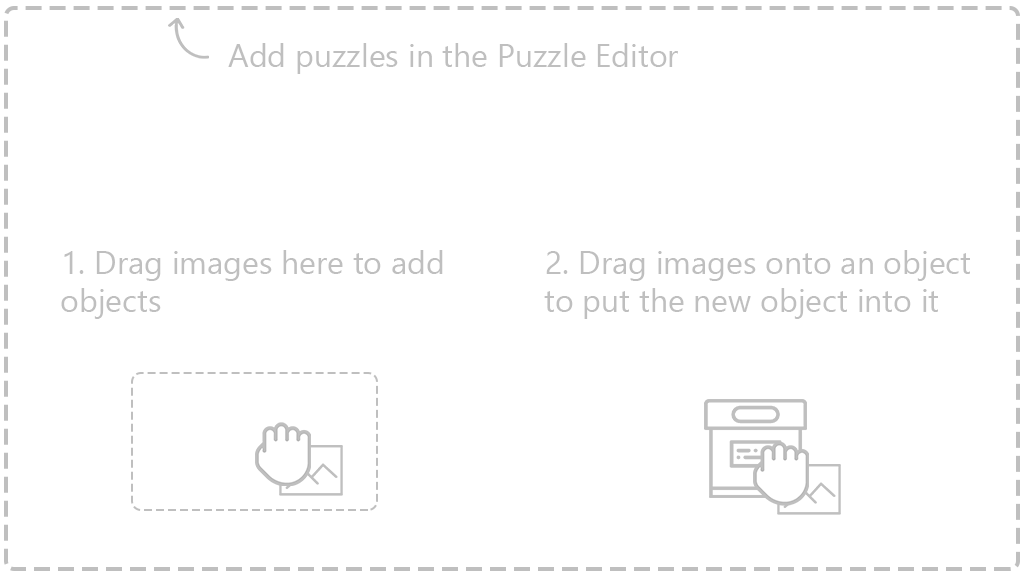 Add puzzles in the Puzzle Editor
1. Drag images here to add
objects
2. Drag images onto an object
to put the new object into it